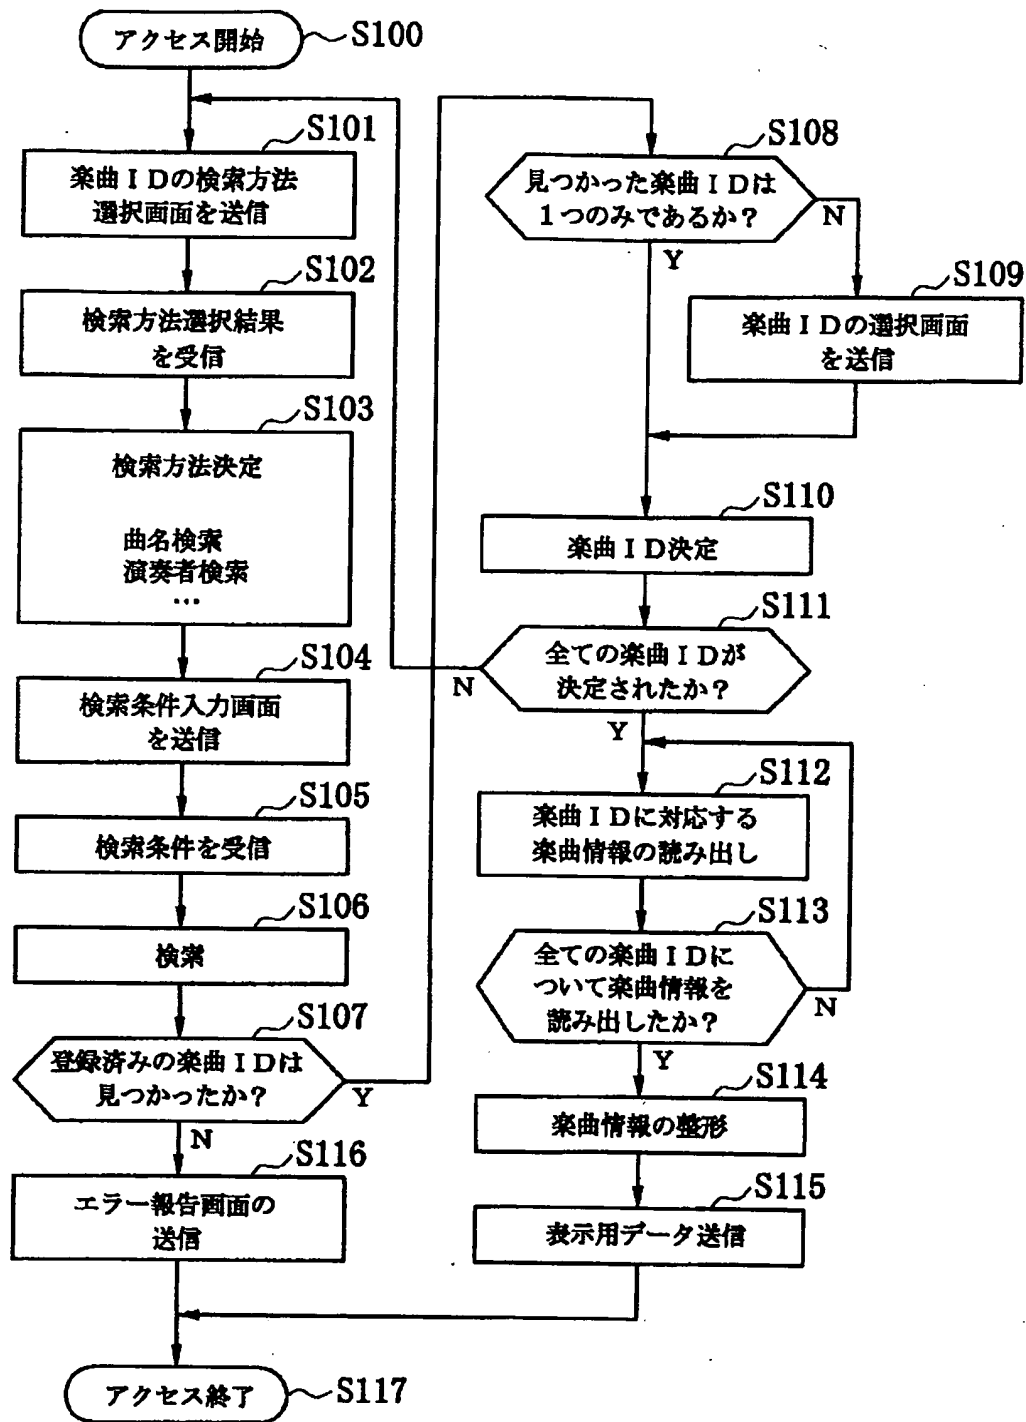 アクセス開始
S100
S101
楽曲IDの検索方法
選択画面を送信
S102
検索方法選択結果
を受信
S103
検索方法決定
曲名検索
演奏者検索
…
S104
検索条件入力画面
を送信
S105
検索条件を受信
S106
検索
S107
登録済みの楽曲IDは
見つかったか?
Y
N
S116
エラー報告画面の
送信
アクセス終了
S117
S108
見つかった楽曲IDは
1つのみであるか?
N
Y
S109
楽曲IDの選択画面
を送信
S110
楽曲ID決定
S111
全ての楽曲IDが
決定されたか?
N
Y
S112
楽曲IDに対応する
楽曲情報の読み出し
S113
全ての楽曲IDに
ついて楽曲情報を
読み出したか?
N
Y
S114
楽曲情報の整形
S115
表示用データ送信